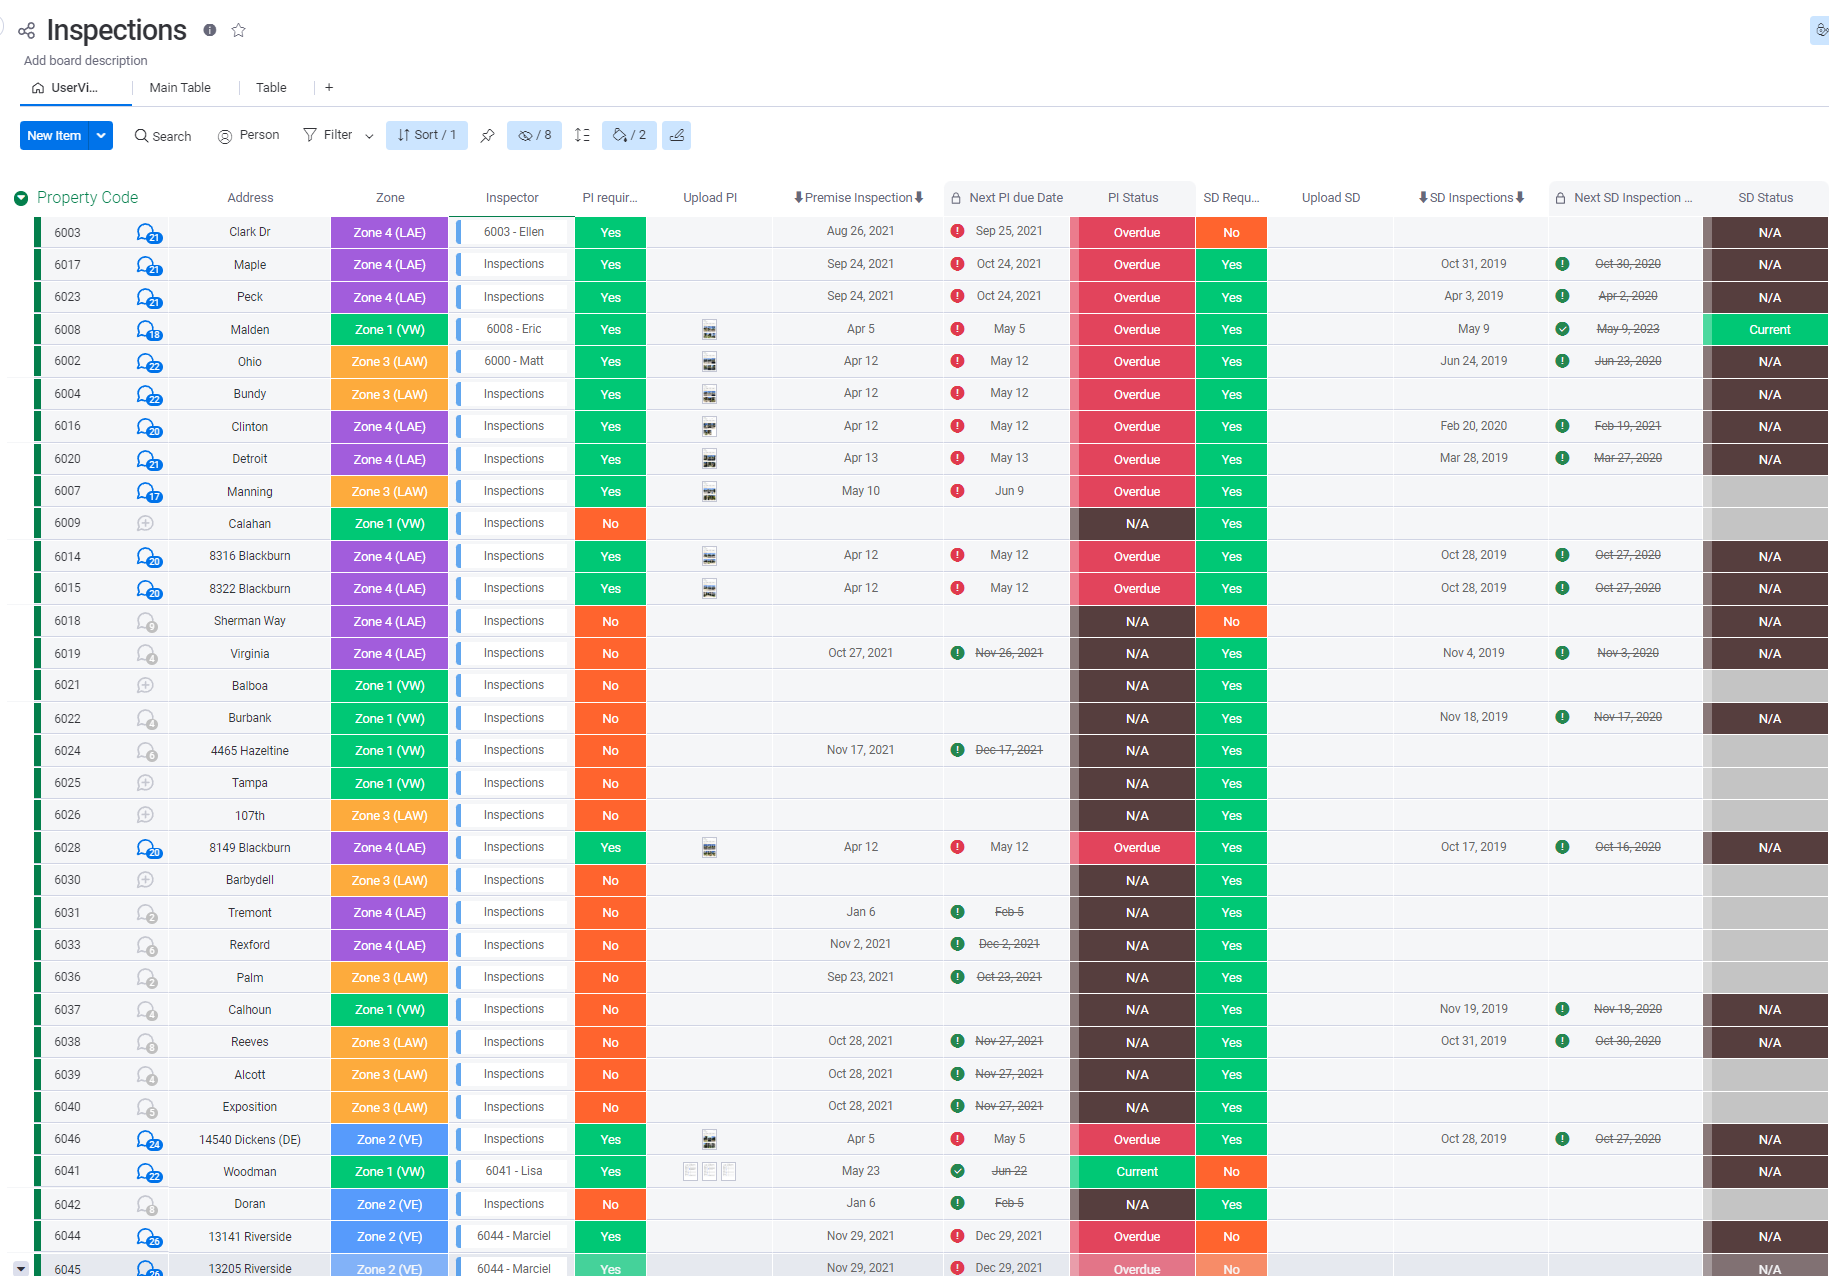 Inspections
Add board description
UserVi... Main Table Table +
New Item Search Person Filter Sort / 1 / 8 / 2
Property Code Address Zone Inspector PI requir... Upload PI ⬇Premise Inspection⬇ Next PI due Date PI Status SD Requ... Upload SD ⬇SD Inspections⬇ Next SD Inspection ... SD Status
6003 21 Clark Dr Zone 4 (LAE) 6003 - Ellen Yes Aug 26, 2021 Sep 25, 2021 Overdue No N/A
6017 21 Maple Zone 4 (LAE) Inspections Yes Sep 24, 2021 Oct 24, 2021 Overdue Yes Oct 31, 2019 Oct 30, 2020 N/A
6023 21 Peck Zone 4 (LAE) Inspections Yes Sep 24, 2021 Oct 24, 2021 Overdue Yes Apr 3, 2019 Apr 2, 2020 N/A
6008 18 Malden Zone 1 (VW) 6008 - Eric Yes Apr 5 May 5 Overdue Yes May 9 May 9, 2023 Current
6002 22 Ohio Zone 3 (LAW) 6000 - Matt Yes Apr 12 May 12 Overdue Yes Jun 24, 2019 Jun 23, 2020 N/A
6004 22 Bundy Zone 3 (LAW) Inspections Yes Apr 12 May 12 Overdue Yes N/A
6016 20 Clinton Zone 4 (LAE) Inspections Yes Apr 12 May 12 Overdue Yes Feb 20, 2020 Feb 19, 2021 N/A
6020 21 Detroit Zone 4 (LAE) Inspections Yes Apr 13 May 13 Overdue Yes Mar 28, 2019 Mar 27, 2020 N/A
6007 17 Manning Zone 3 (LAW) Inspections Yes May 10 Jun 9 Overdue Yes
6009 Calahan Zone 1 (VW) Inspections No N/A Yes
6014 20 8316 Blackburn Zone 4 (LAE) Inspections Yes Apr 12 May 12 Overdue Yes Oct 28, 2019 Oct 27, 2020 N/A
6015 20 8322 Blackburn Zone 4 (LAE) Inspections Yes Apr 12 May 12 Overdue Yes Oct 28, 2019 Oct 27, 2020 N/A
6018 9 Sherman Way Zone 4 (LAE) Inspections No N/A No N/A
6019 4 Virginia Zone 4 (LAE) Inspections No Oct 27, 2021 Nov 26, 2021 N/A Yes Nov 4, 2019 Nov 3, 2020 N/A
6021 Balboa Zone 1 (VW) Inspections No N/A Yes
6022 4 Burbank Zone 1 (VW) Inspections No N/A Yes Nov 18, 2019 Nov 17, 2020 N/A
6024 6 4465 Hazeltine Zone 1 (VW) Inspections No Nov 17, 2021 Dec 17, 2021 N/A Yes
6025 Tampa Zone 1 (VW) Inspections No N/A Yes
6026 107th Zone 3 (LAW) Inspections No N/A Yes
6028 20 8149 Blackburn Zone 4 (LAE) Inspections Yes Apr 12 May 12 Overdue Yes Oct 17, 2019 Oct 16, 2020 N/A
6030 Barbydell Zone 3 (LAW) Inspections No N/A Yes
6031 2 Tremont Zone 4 (LAE) Inspections No Jan 6 Feb 5 N/A Yes
6033 6 Rexford Zone 4 (LAE) Inspections No Nov 2, 2021 Dec 2, 2021 N/A Yes
6036 2 Palm Zone 3 (LAW) Inspections No Sep 23, 2021 Oct 23, 2021 N/A Yes
6037 4 Calhoun Zone 1 (VW) Inspections No N/A Yes Nov 19, 2019 Nov 18, 2020 N/A
6038 8 Reeves Zone 3 (LAW) Inspections No Oct 28, 2021 Nov 27, 2021 N/A Yes Oct 31, 2019 Oct 30, 2020 N/A
6039 4 Alcott Zone 3 (LAW) Inspections No Oct 28, 2021 Nov 27, 2021 N/A Yes
6040 5 Exposition Zone 3 (LAW) Inspections No Oct 28, 2021 Nov 27, 2021 N/A Yes
6046 24 14540 Dickens (DE) Zone 2 (VE) Inspections Yes Apr 5 May 5 Overdue Yes Oct 28, 2019 Oct 27, 2020 N/A
6041 22 Woodman Zone 1 (VW) 6041 - Lisa Yes May 23 Jun 22 Current No N/A
6042 8 Doran Zone 2 (VE) Inspections No Jan 6 Feb 5 N/A Yes
6044 26 13141 Riverside Zone 2 (VE) 6044 - Marciel Yes Nov 29, 2021 Dec 29, 2021 Overdue No N/A
6045 26 13205 Riverside Zone 2 (VE) 6044 - Marciel Yes Nov 29, 2021 Dec 29, 2021 Overdue No N/A